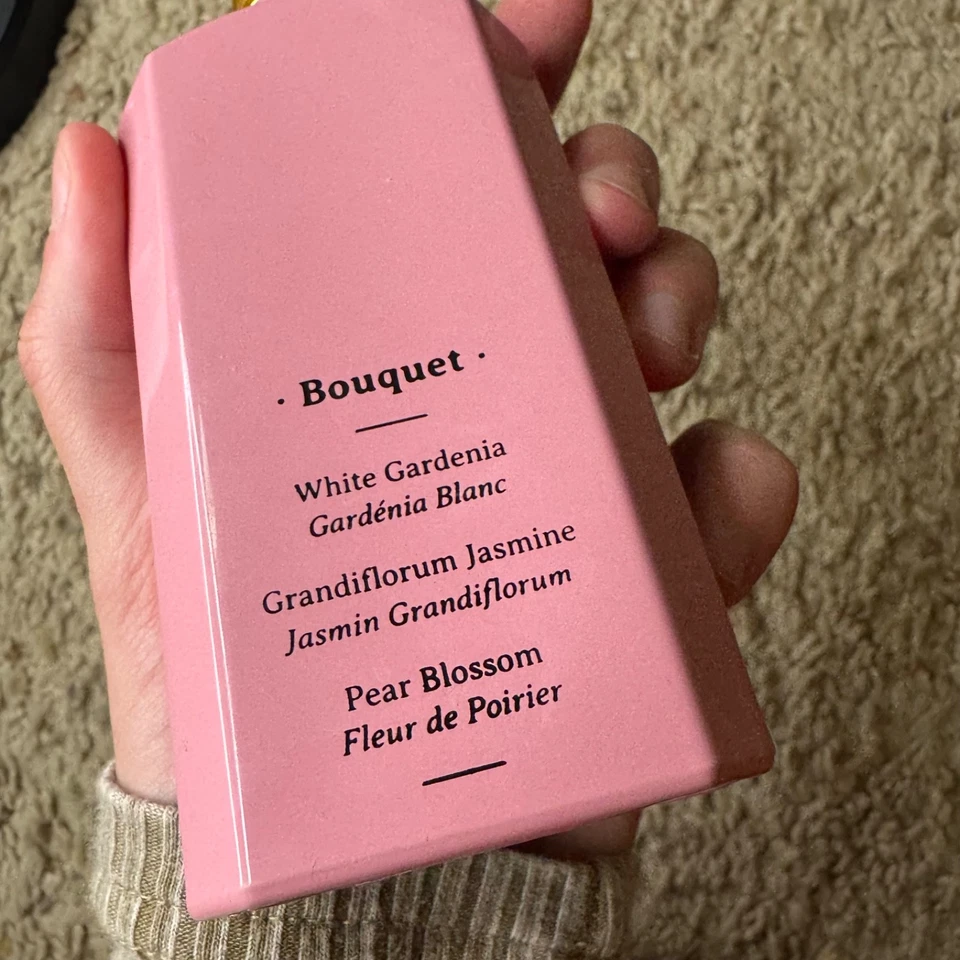 · Bouquet ·
White Gardenia
Gardénia Blanc
Grandiflorum Jasmine
Jasmin Grandiflorum
Pear Blossom
Fleur de Poirier